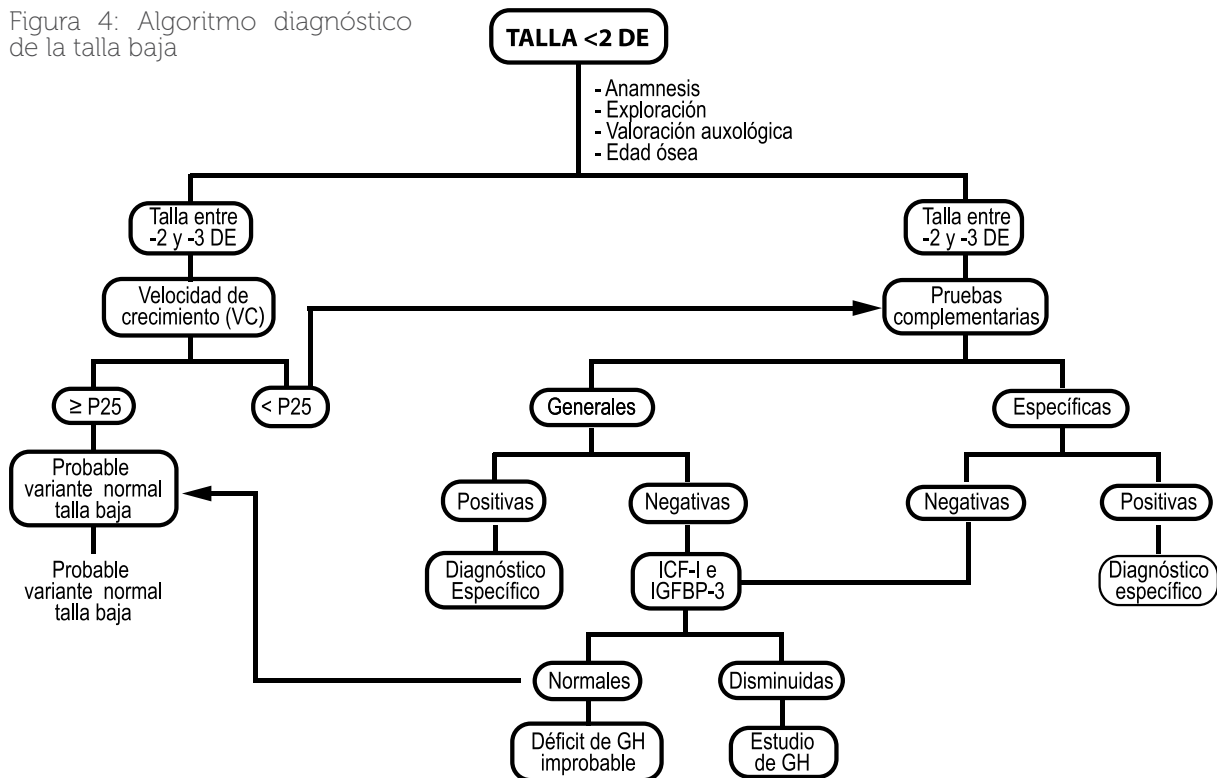 Figura 4: Algoritmo diagnóstico
de la talla baja
TALLA <2 DE
- Anamnesis
- Exploración
- Valoración auxológica
- Edad ósea
Talla entre
-2 y -3 DE
Talla entre
-2 y -3 DE
Velocidad de
crecimiento (VC)
Pruebas
complementarias
≥ P25
< P25
Generales
Específicas
Probable
variante normal
talla baja
Positivas
Negativas
Negativas
Positivas
Probable
variante normal
talla baja
Diagnóstico
Específico
ICF-I e
IGFBP-3
Diagnóstico
específico
Normales
Disminuidas
Déficit de GH
improbable
Estudio
de GH